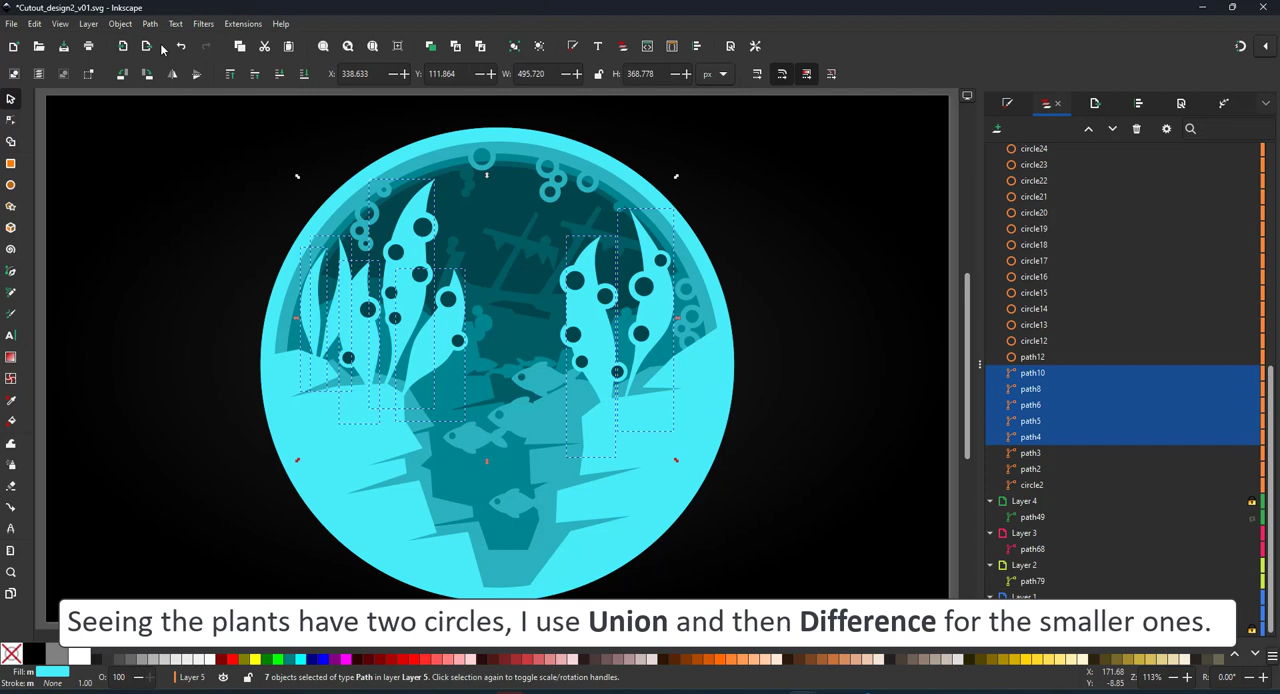 *Cutout_design2_v01.svg - Inkscape
File Edit View Layer Object Path Text Filters Extensions Help
X: 338.633 Y: 111.864 W: 495.720 H: 368.778 px
circle24
circle23
circle22
circle21
circle20
circle19
circle18
circle17
circle16
circle15
circle14
circle13
circle12
path12
path10
path8
path6
path5
path4
path3
path2
circle2
Layer 4
path49
Layer 3
path68
Layer 2
path79
Layer 1
Seeing the plants have two circles, I use Union and then Difference for the smaller ones.
Fill: m
Stroke: m None 1.00
O: 100
Layer 5
7 objects selected of type Path in layer Layer 5. Click selection again to toggle scale/rotation handles.
X: 171.68
Y: -8.85
Z: 113%
R: 0.00°